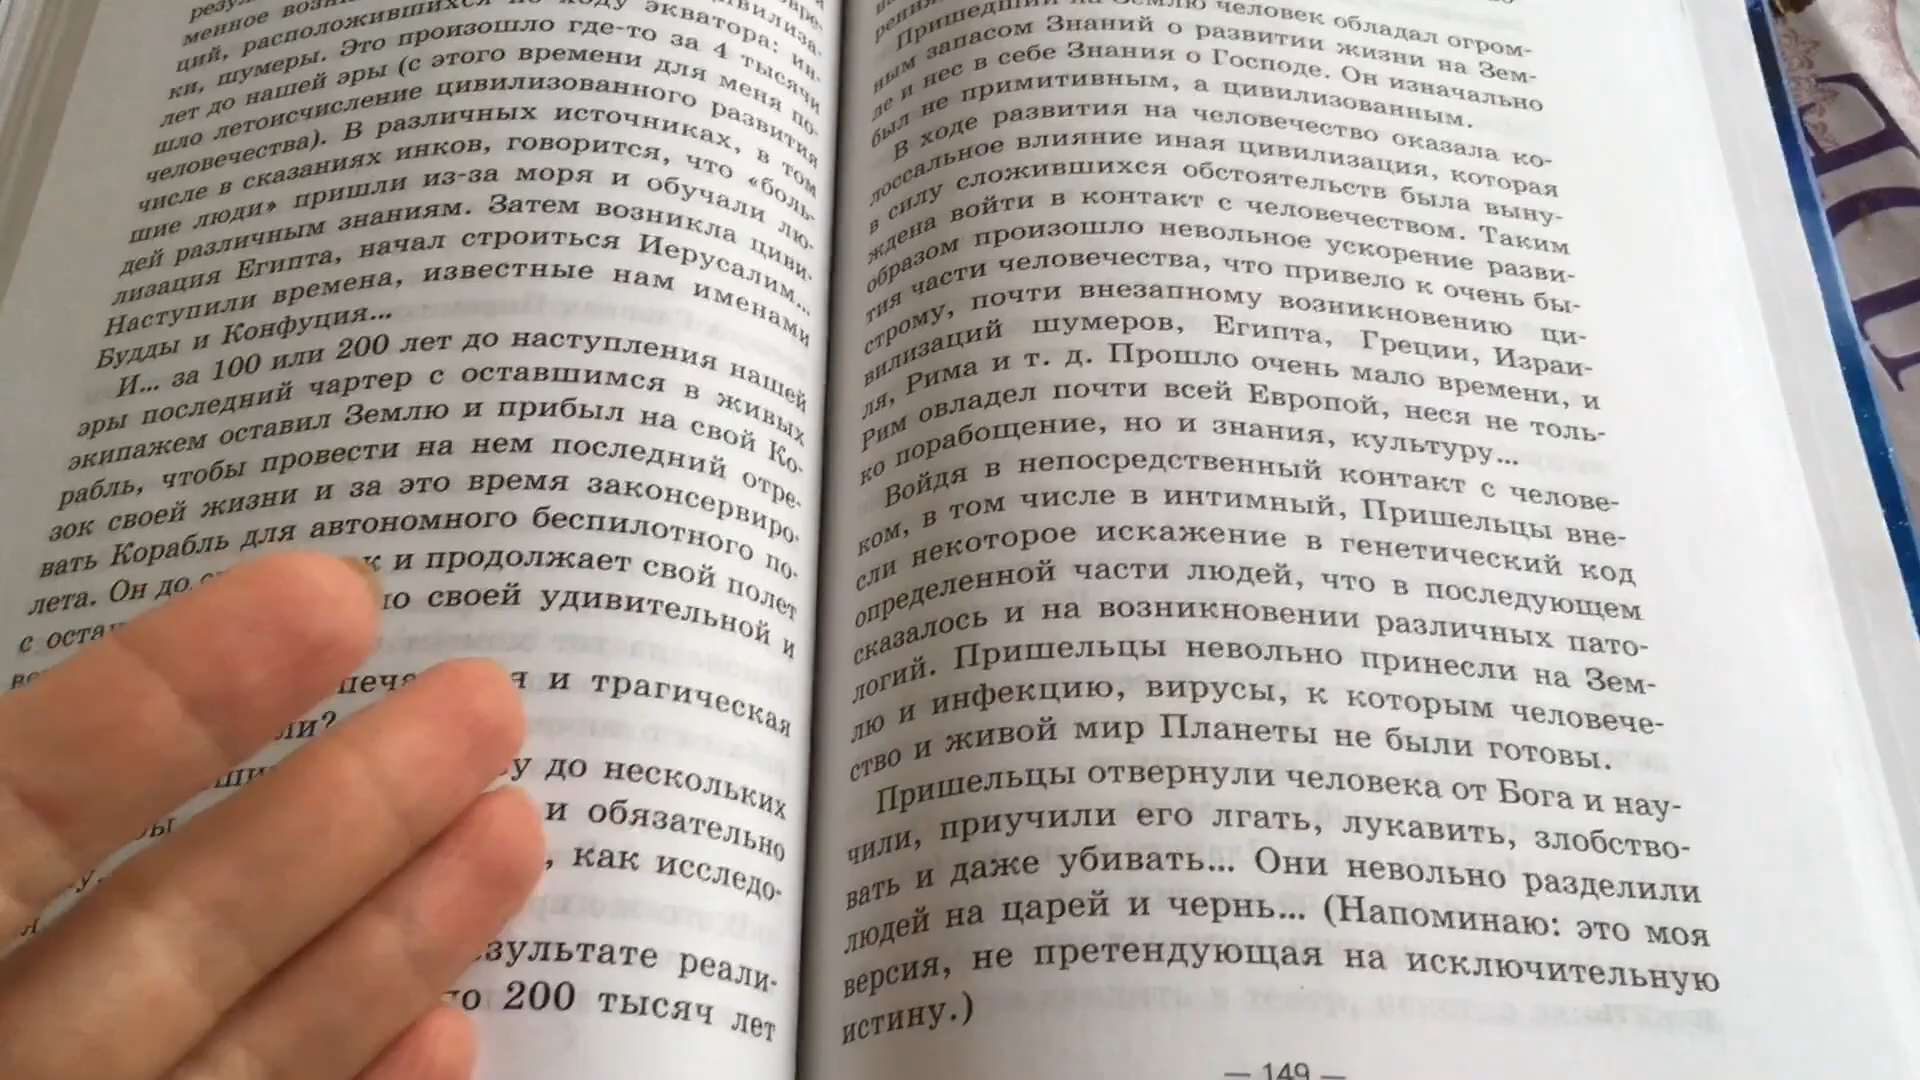 менное возни
ций, расположившихся по ходу экватора: ин-
ки, шумеры. Это произошло где-то за 4 тысячи
лет до нашей эры (с этого времени для меня по-
шло летоисчисление цивилизованного развития
человечества). В различных источниках, в том
числе в сказаниях инков, говорится, что «боль-
шие люди» пришли из-за моря и обучали лю-
дей различным знаниям. Затем возникла циви-
лизация Египта, начал строиться Иерусалим...
Наступили времена, известные нам именами
Будды и Конфуция...
И... за 100 или 200 лет до наступления нашей
эры последний чартер с оставшимся в живых
экипажем оставил Землю и прибыл на свой Ко-
рабль, чтобы провести на нем последний отре-
зок своей жизни и за это время законсервиро-
вать Корабль для автономного беспилотного по-
лета. Он до к и продолжает свой полет
с оста по своей удивительной и
я и трагическая
ли?
у до нескольких
и обязательно
, как исследо-
зультате реали-
до 200 тысяч лет
Пришедший на Землю человек обладал огром-
ным запасом Знаний о развитии жизни на Зем-
ле и нес в себе Знания о Господе. Он изначально
был не примитивным, а цивилизованным.
В ходе развития на человечество оказала ко-
лоссальное влияние иная цивилизация, которая
в силу сложившихся обстоятельств была выну-
ждена войти в контакт с человечеством. Таким
образом произошло невольное ускорение разви-
тия части человечества, что привело к очень бы-
строму, почти внезапному возникновению ци-
вилизаций шумеров, Египта, Греции, Израи-
ля, Рима и т. д. Прошло очень мало времени, и
Рим овладел почти всей Европой, неся не толь-
ко порабощение, но и знания, культуру...
Войдя в непосредственный контакт с челове-
ком, в том числе в интимный, Пришельцы вне-
сли некоторое искажение в генетический код
определенной части людей, что в последующем
сказалось и на возникновении различных пато-
логий. Пришельцы невольно принесли на Зем-
лю и инфекцию, вирусы, к которым человече-
ство и живой мир Планеты не были готовы.
Пришельцы отвернули человека от Бога и нау-
чили, приучили его лгать, лукавить, злобство-
вать и даже убивать... Они невольно разделили
людей на царей и чернь... (Напоминаю: это моя
версия, не претендующая на исключительную
истину.)
— 149 —